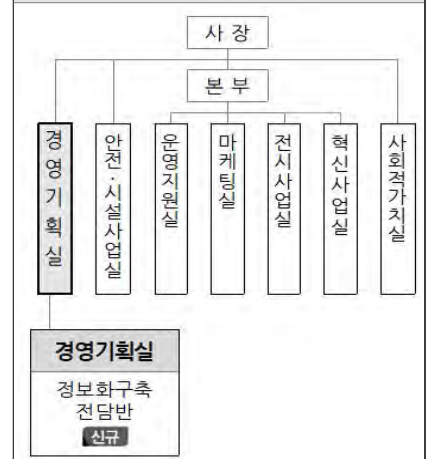 사 장
본 부
경영기획실
안전·시설사업실
운영지원실
마케팅실
전시사업실
혁신사업실
사회적가치실
경영기획실
정보화구축
전담반
신규